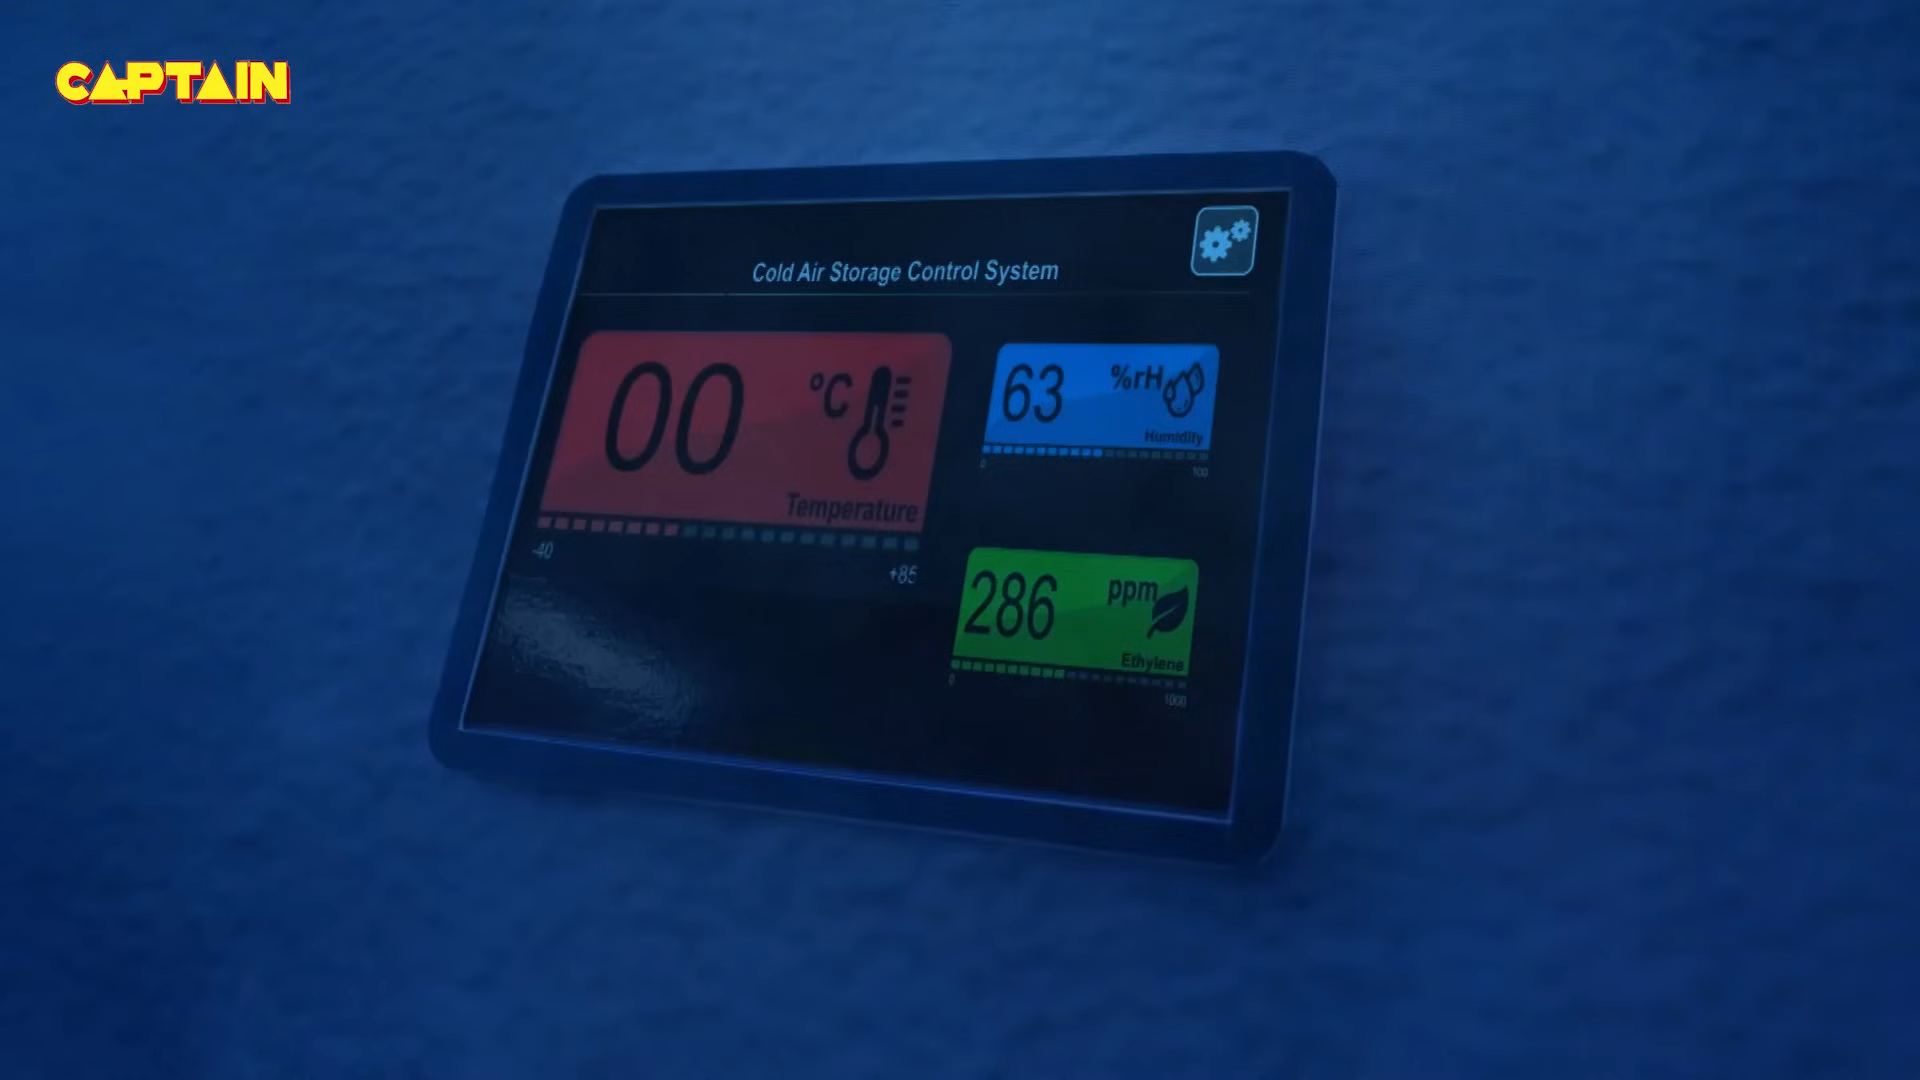 CAPTAIN
Cold Air Storage Control System
00 °C
Temperature
-40 +85
63 %rH
Humidity
0 100
286 ppm
Ethylene
0 1000